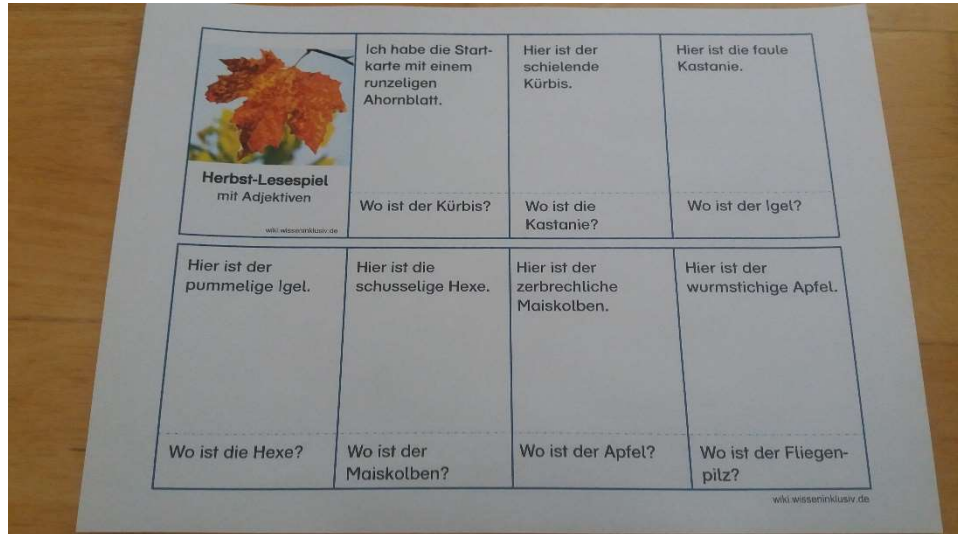 Herbst-Lesespiel
mit Adjektiven
wiki.wisseninklusiv.de
Ich habe die Start-
karte mit einem
runzeligen
Ahornblatt.
Wo ist der Kürbis?
Hier ist der
schielende
Kürbis.
Wo ist die
Kastanie?
Hier ist die faule
Kastanie.
Wo ist der Igel?
Hier ist der
pummelige Igel.
Wo ist die Hexe?
Hier ist die
schusselige Hexe.
Wo ist der
Maiskolben?
Hier ist der
zerbrechliche
Maiskolben.
Wo ist der Apfel?
Hier ist der
wurmstichige Apfel.
Wo ist der Fliegen-
pilz?
wiki.wisseninklusiv.de